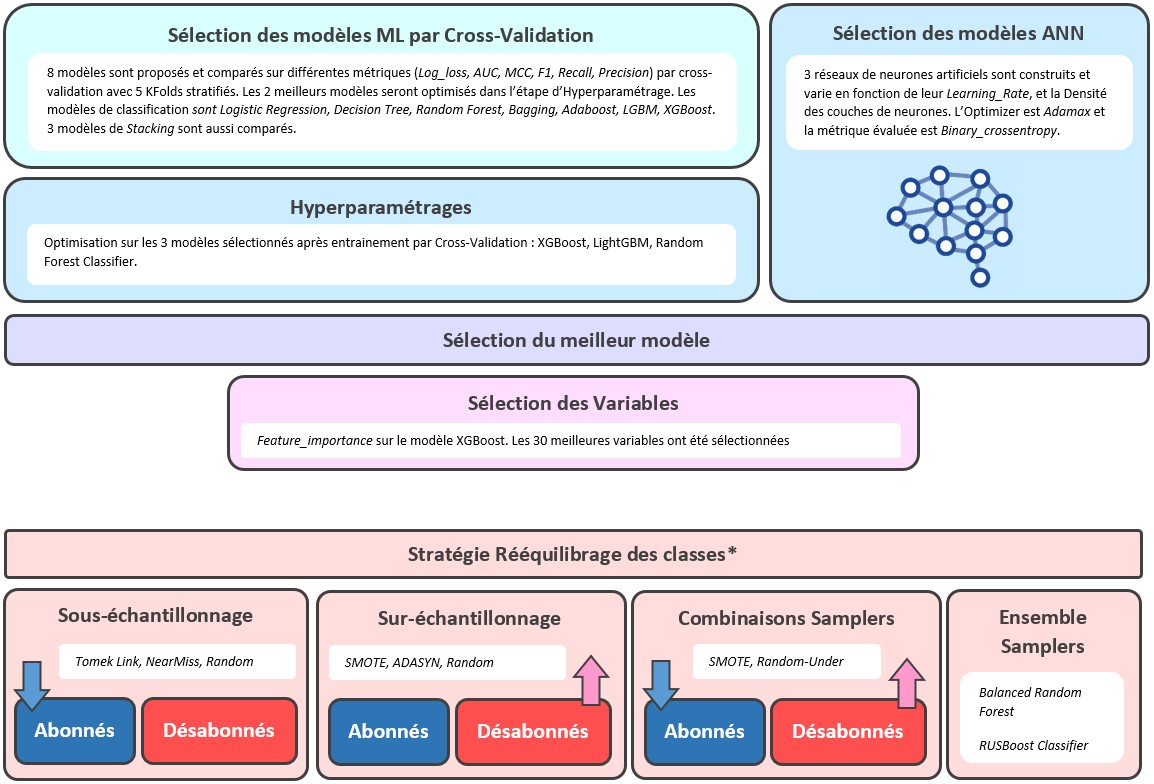 Sélection des modèles ML par Cross-Validation
8 modèles sont proposés et comparés sur différentes métriques (Log_loss, AUC, MCC, F1, Recall, Precision) par cross-
validation avec 5 KFolds stratifiés. Les 2 meilleurs modèles seront optimisés dans l'étape d'Hyperparamétrage. Les
modèles de classification sont Logistic Regression, Decision Tree, Random Forest, Bagging, Adaboost, LGBM, XGBoost.
3 modèles de Stacking sont aussi comparés.
Sélection des modèles ANN
3 réseaux de neurones artificiels sont construits et
varie en fonction de leur Learning_Rate, et la Densité
des couches de neurones. L'Optimizer est Adamax et
la métrique évaluée est Binary_crossentropy.
Hyperparamétrages
Optimisation sur les 3 modèles sélectionnés après entrainement par Cross-Validation : XGBoost, LightGBM, Random
Forest Classifier.
Sélection du meilleur modèle
Sélection des Variables
Feature_importance sur le modèle XGBoost. Les 30 meilleures variables ont été sélectionnées
Stratégie Rééquilibrage des classes*
Sous-échantillonnage
Tomek Link, NearMiss, Random
Abonnés
Désabonnés
Sur-échantillonnage
SMOTE, ADASYN, Random
Abonnés
Désabonnés
Combinaisons Samplers
SMOTE, Random-Under
Abonnés
Désabonnés
Ensemble
Samplers
Balanced Random
Forest
RUSBoost Classifier